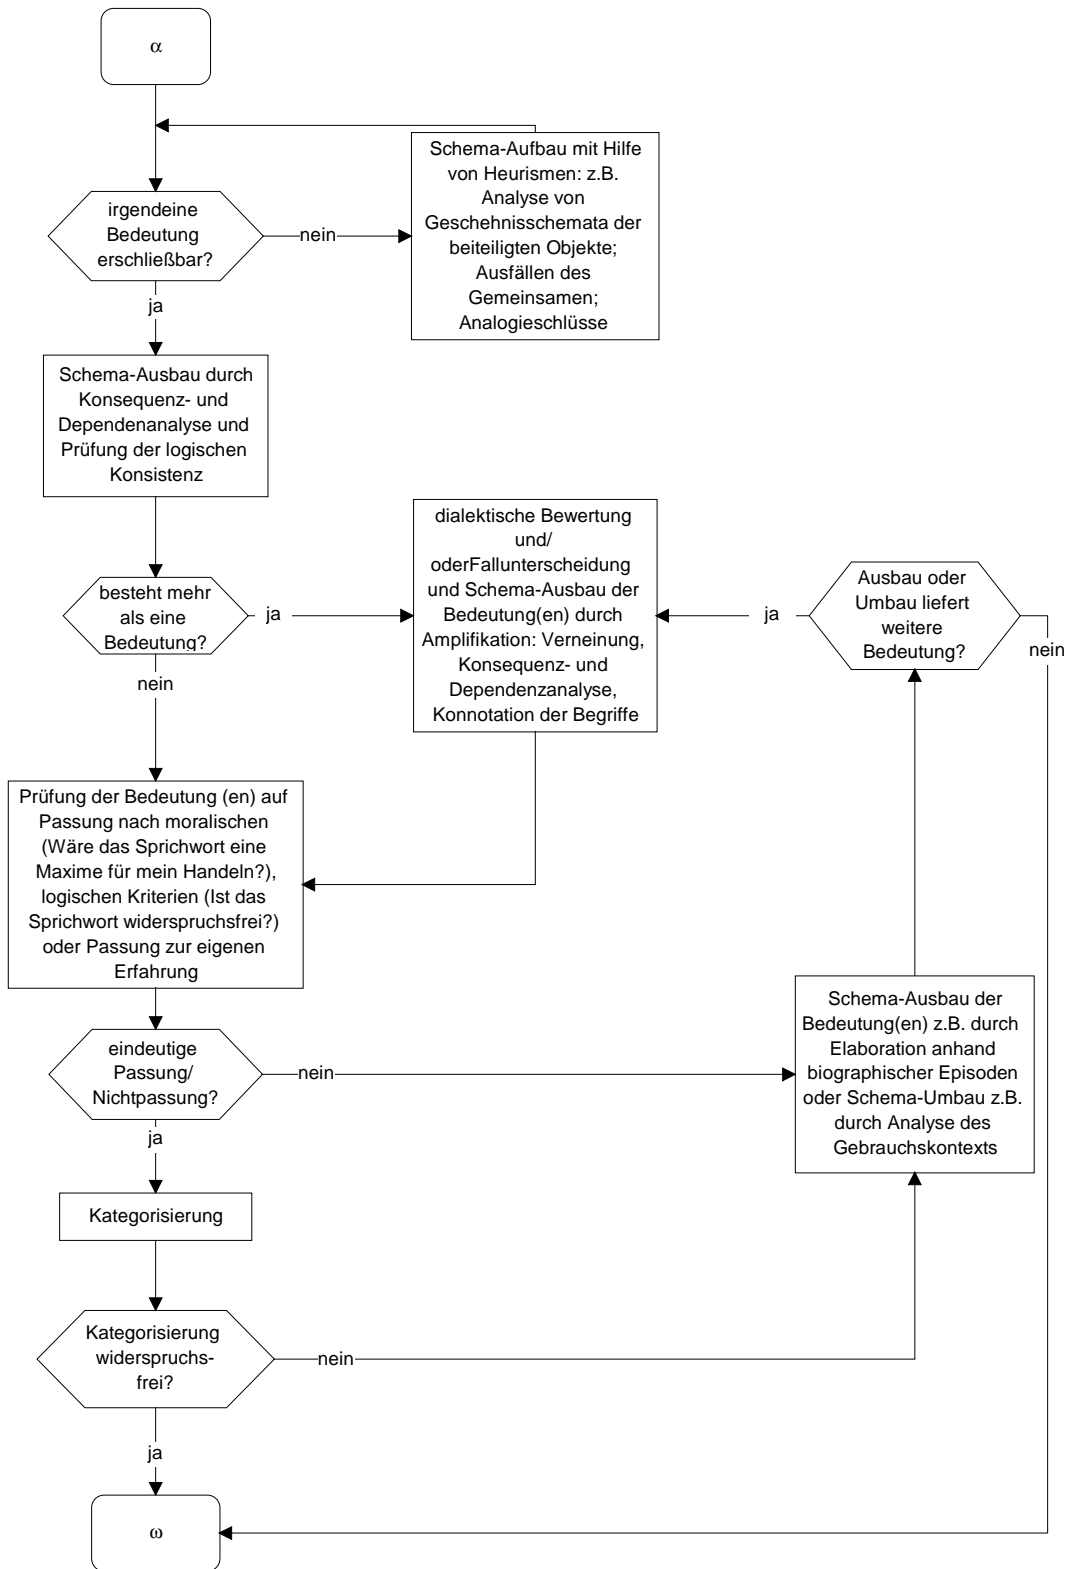 α
irgendeine
Bedeutung
erschließbar?
nein
Schema-Aufbau mit Hilfe
von Heurismen: z.B.
Analyse von
Geschehnisschemata der
beiteiligten Objekte;
Ausfällen des
Gemeinsamen;
Analogieschlüsse
ja
Schema-Ausbau durch
Konsequenz- und
Dependenanalyse und
Prüfung der logischen
Konsistenz
besteht mehr
als eine
Bedeutung?
ja
dialektische Bewertung
und/
oderFallunterscheidung
und Schema-Ausbau der
Bedeutung(en) durch
Amplifikation: Verneinung,
Konsequenz- und
Dependenzanalyse,
Konnotation der Begriffe
ja
Ausbau oder
Umbau liefert
weitere
Bedeutung?
nein
nein
Prüfung der Bedeutung (en) auf
Passung nach moralischen
(Wäre das Sprichwort eine
Maxime für mein Handeln?),
logischen Kriterien (Ist das
Sprichwort widerspruchsfrei?)
oder Passung zur eigenen
Erfahrung
eindeutige
Passung/
Nichtpassung?
nein
Schema-Ausbau der
Bedeutung(en) z.B. durch
Elaboration anhand
biographischer Episoden
oder Schema-Umbau z.B.
durch Analyse des
Gebrauchskontexts
ja
Kategorisierung
Kategorisierung
widerspruchs-
frei?
nein
ja
ω